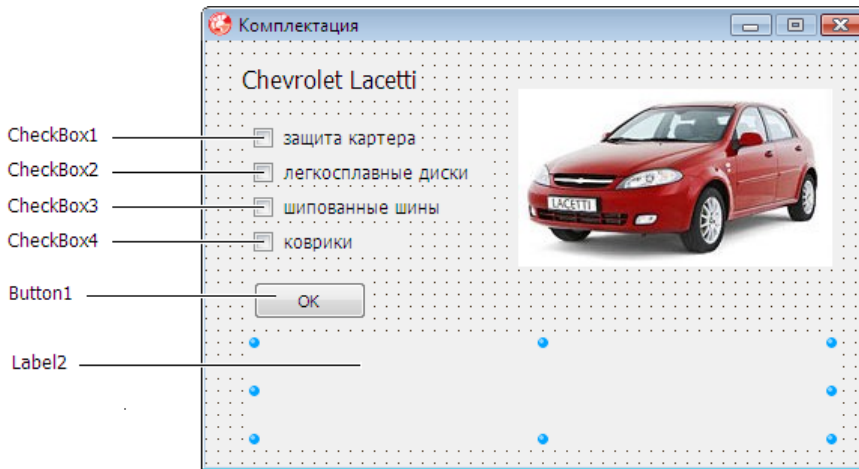 Комплектация
Chevrolet Lacetti
CheckBox1
защита картера
CheckBox2
легкосплавные диски
CheckBox3
шипованные шины
CheckBox4
коврики
LACETTI
Button1
OK
Label2